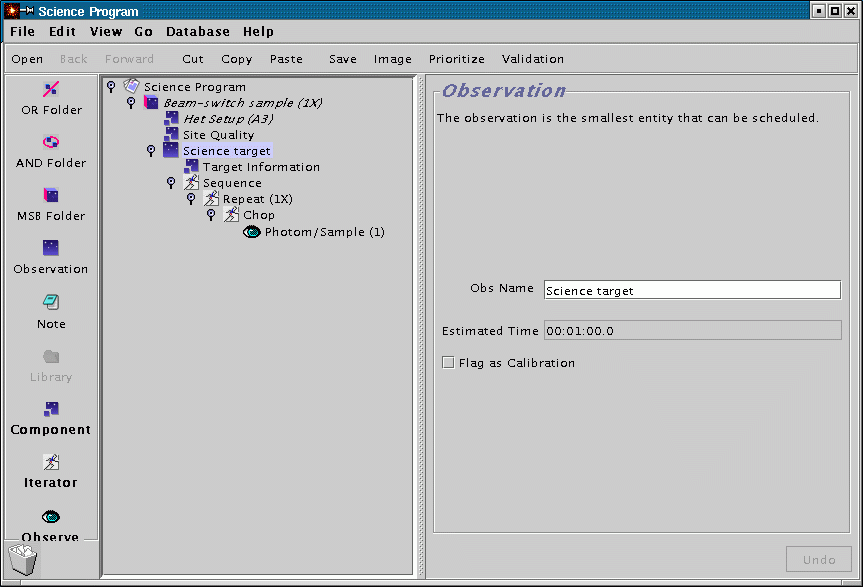 Science Program
File Edit View Go Database Help
Open Back Forward Cut Copy Paste Save Image Prioritize Validation
OR Folder
AND Folder
MSB Folder
Observation
Note
Library
Component
Iterator
Observe
Science Program
Beam-switch sample (1X)
Het Setup (A3)
Site Quality
Science target
Target Information
Sequence
Repeat (1X)
Chop
Photom/Sample (1)
Observation
The observation is the smallest entity that can be scheduled.
Obs Name Science target
Estimated Time 00:01:00.0
Flag as Calibration
Undo